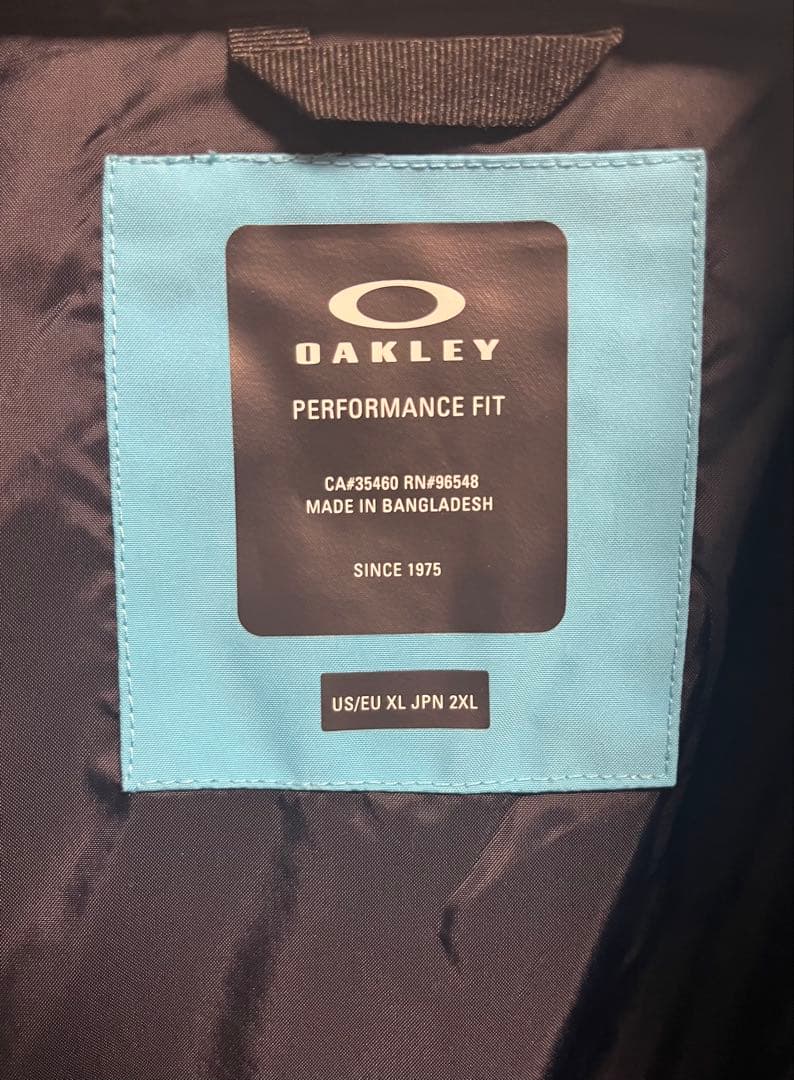 OAKLEY
PERFORMANCE FIT
CA#35460 RN#96548
MADE IN BANGLADESH
SINCE 1975
US/EU XL JPN 2XL